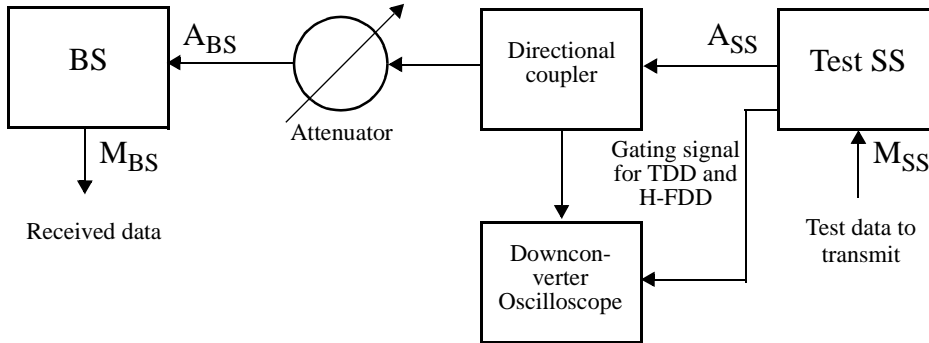 BS
A_BS
Attenuator
Directional
coupler
A_SS
Test SS
M_BS
Received data
Gating signal
for TDD and
H-FDD
M_SS
Test data to
transmit
Downcon-
verter
Oscilloscope